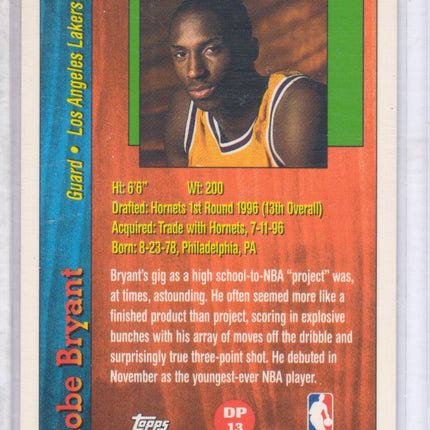 Guard • Los Angeles Lakers
obe Bryant
Ht: 6'6" Wt: 200
Drafted: Hornets 1st Round 1996 (13th Overall)
Acquired: Trade with Hornets, 7-11-96
Born: 8-23-78, Philadelphia, PA
Bryant's gig as a high school-to-NBA "project" was,
at times, astounding. He often seemed more like a
finished product than project, scoring in explosive
bunches with his array of moves off the dribble and
surprisingly true three-point shot. He debuted in
November as the youngest-ever NBA player.
Topps
DP
13